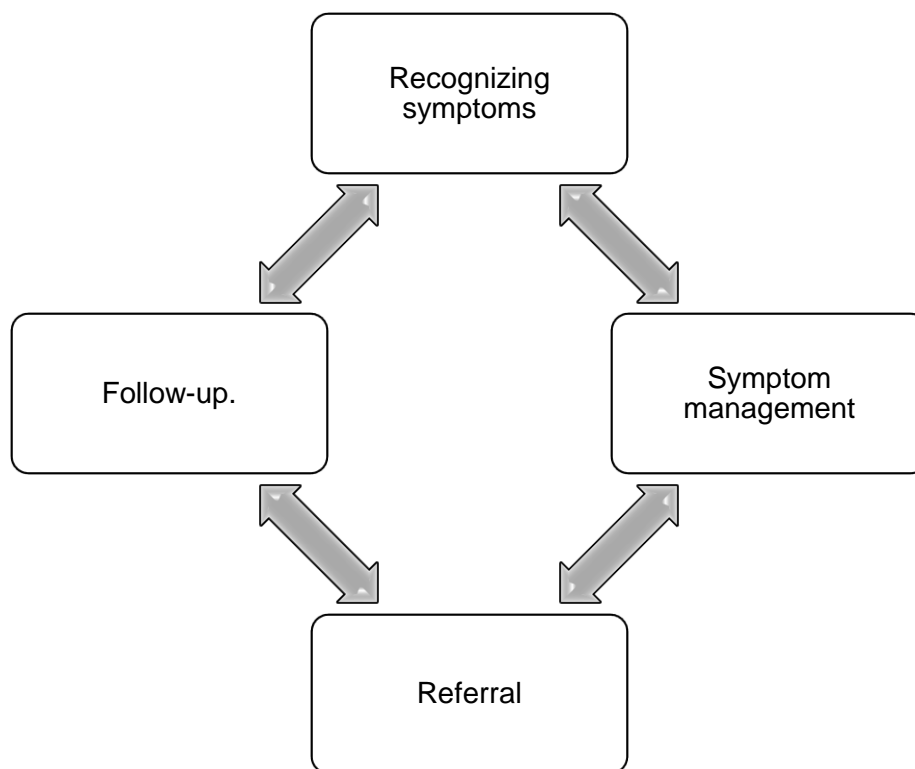 Recognizing
symptoms
Follow-up.
Symptom
management
Referral